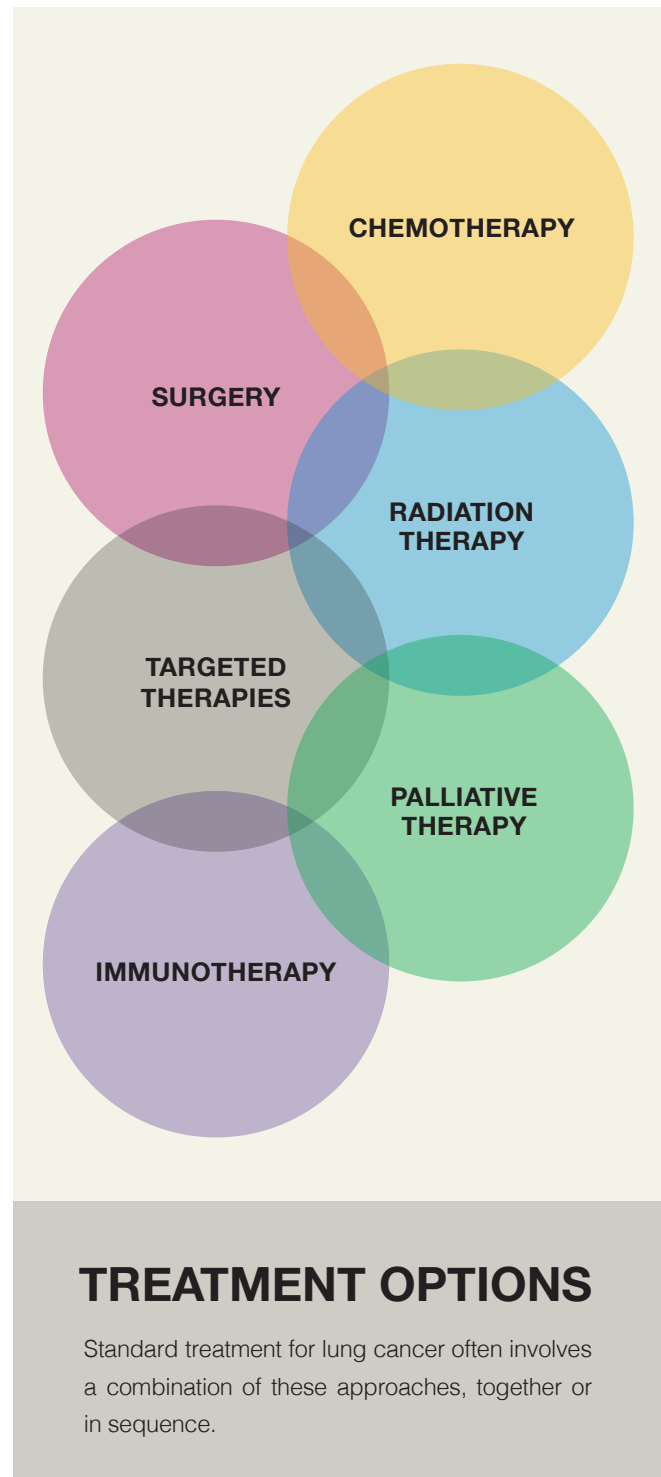 CHEMOTHERAPY
SURGERY
RADIATION
THERAPY
TARGETED
THERAPIES
PALLIATIVE
THERAPY
IMMUNOTHERAPY
TREATMENT OPTIONS
Standard treatment for lung cancer often involves
a combination of these approaches, together or
in sequence.